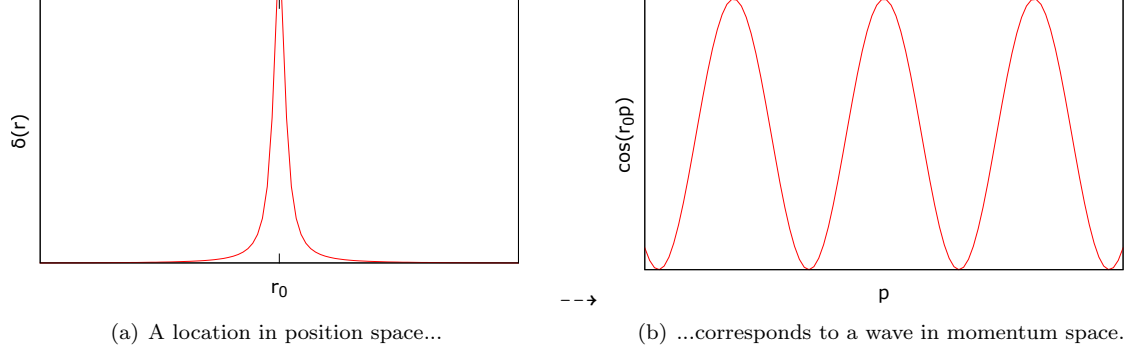 δ(r)
r0
(a) A location in position space...
cos(r0p)
p
(b) ...corresponds to a wave in momentum space.